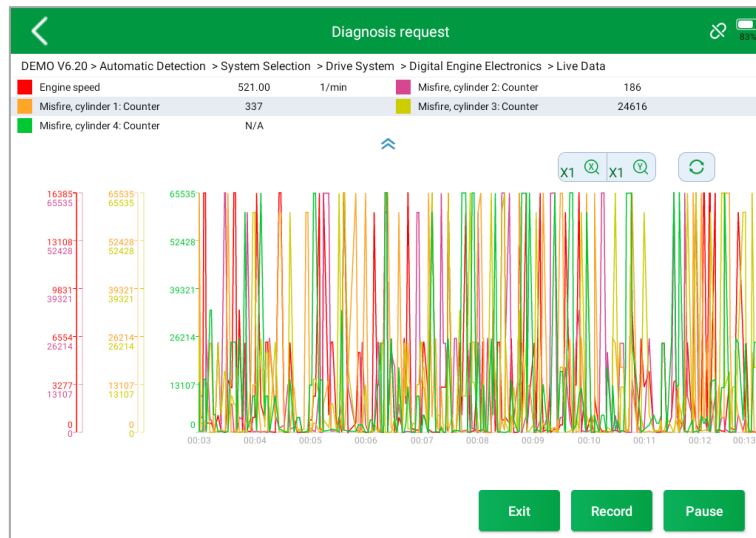 Diagnosis request
83%
DEMO V6.20 > Automatic Detection > System Selection > Drive System > Digital Engine Electronics > Live Data
Engine speed 521.00 1/min Misfire, cylinder 2: Counter 186
Misfire, cylinder 1: Counter 337 Misfire, cylinder 3: Counter 24616
Misfire, cylinder 4: Counter N/A
X1 X X1 Y
16385 65535 65535
65535 65535
13108 52428 52428
52428 52428
9831 39321 39321
39321 39321
6554 26214 26214
26214 26214
3277 13107 13107
13107 13107
0 0 0
0 0
00:03 00:04 00:05 00:06 00:07 00:08 00:09 00:10 00:11 00:12 00:13
Exit Record Pause